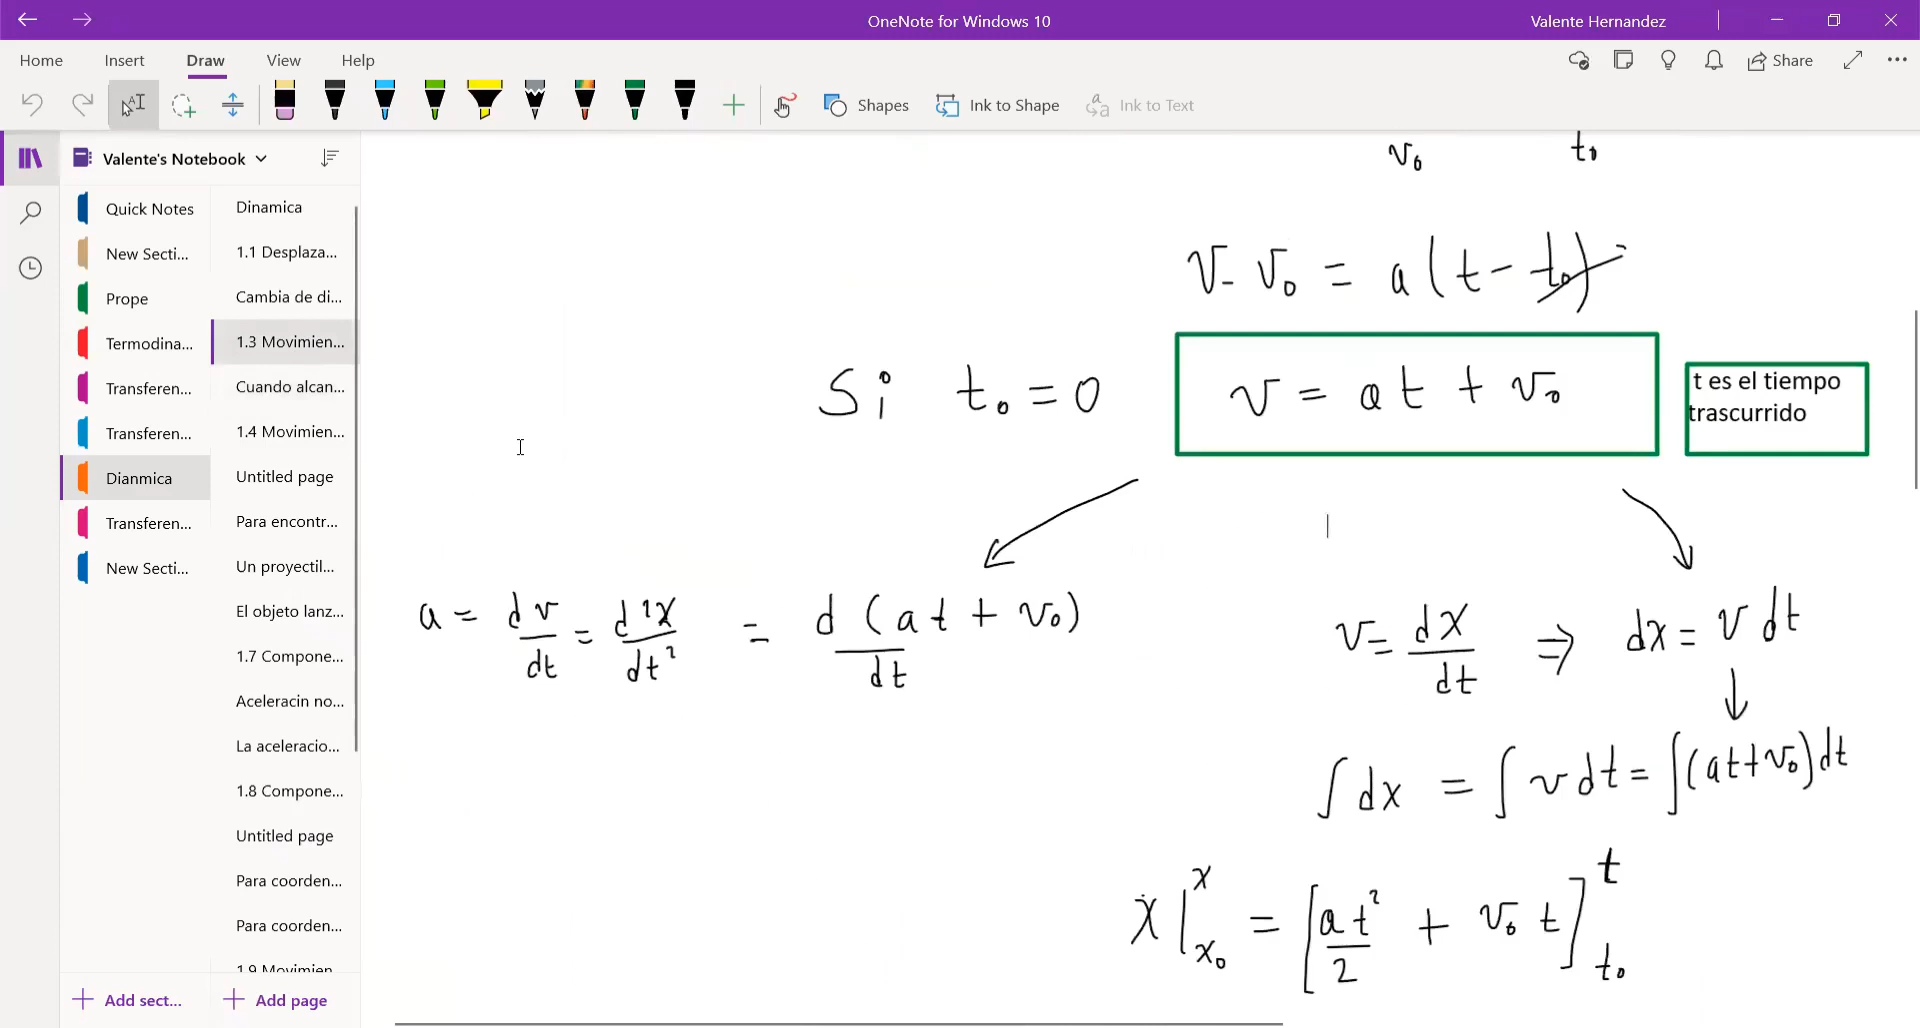 OneNote for Windows 10
Valente Hernandez
Home Insert Draw View Help
Share
Shapes Ink to Shape Ink to Text
Valente's Notebook
Quick Notes
New Secti...
Prope
Termodina...
Transferen...
Transferen...
Dianmica
Transferen...
New Secti...
Add sect...
Dinamica
1.1 Desplaza...
Cambia de di...
1.3 Movimien...
Cuando alcan...
1.4 Movimien...
Untitled page
Para encontr...
Un proyectil...
El objeto lanz...
1.7 Compone...
Aceleracin no...
La aceleracio...
1.8 Compone...
Untitled page
Para coorden...
Para coorden...
1.9 Movimien
Add page
v₀ t₀
v - v₀ = a(t - t₀)
Si t₀ = 0 v = at + v₀
t es el tiempo
trascurrido
a = dv/dt = d²x/dt² = d(at + v₀)/dt
v = dx/dt ⇒ dx = v dt
∫dx = ∫v dt = ∫(at + v₀)dt
x|ₓ₀ˣ = [at²/2 + v₀ t]ₜ₀ᵗ